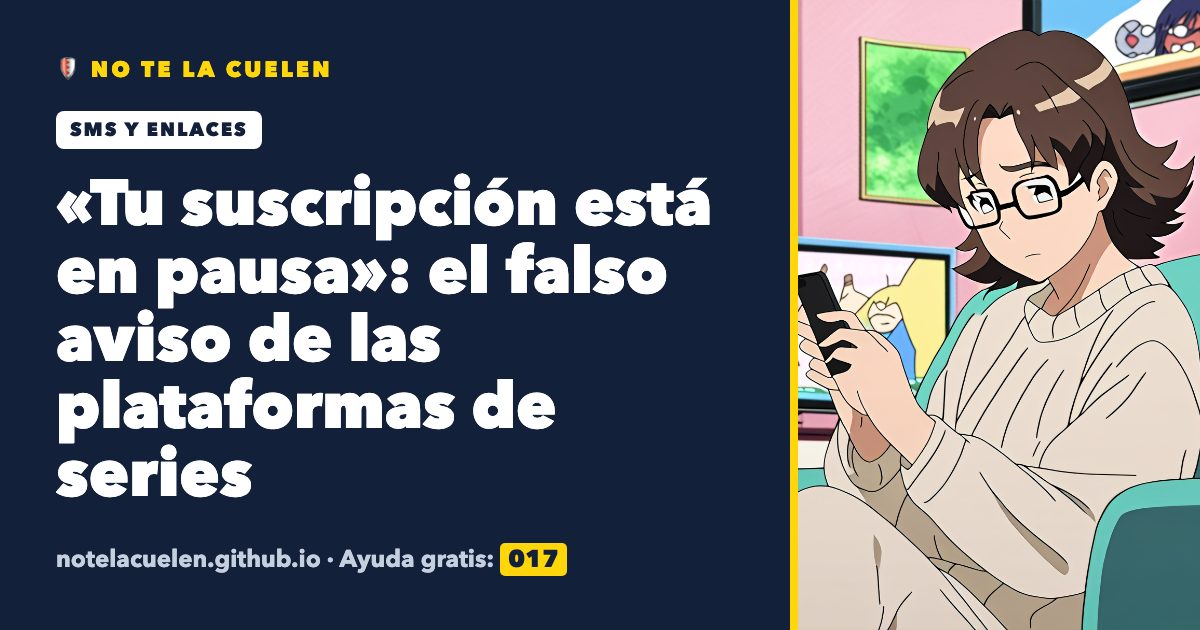 NO TE LA CUELEN
SMS Y ENLACES
«Tu suscripción está
en pausa»: el falso
aviso de las
plataformas de
series
notelacuelen.github.io · Ayuda gratis: 017